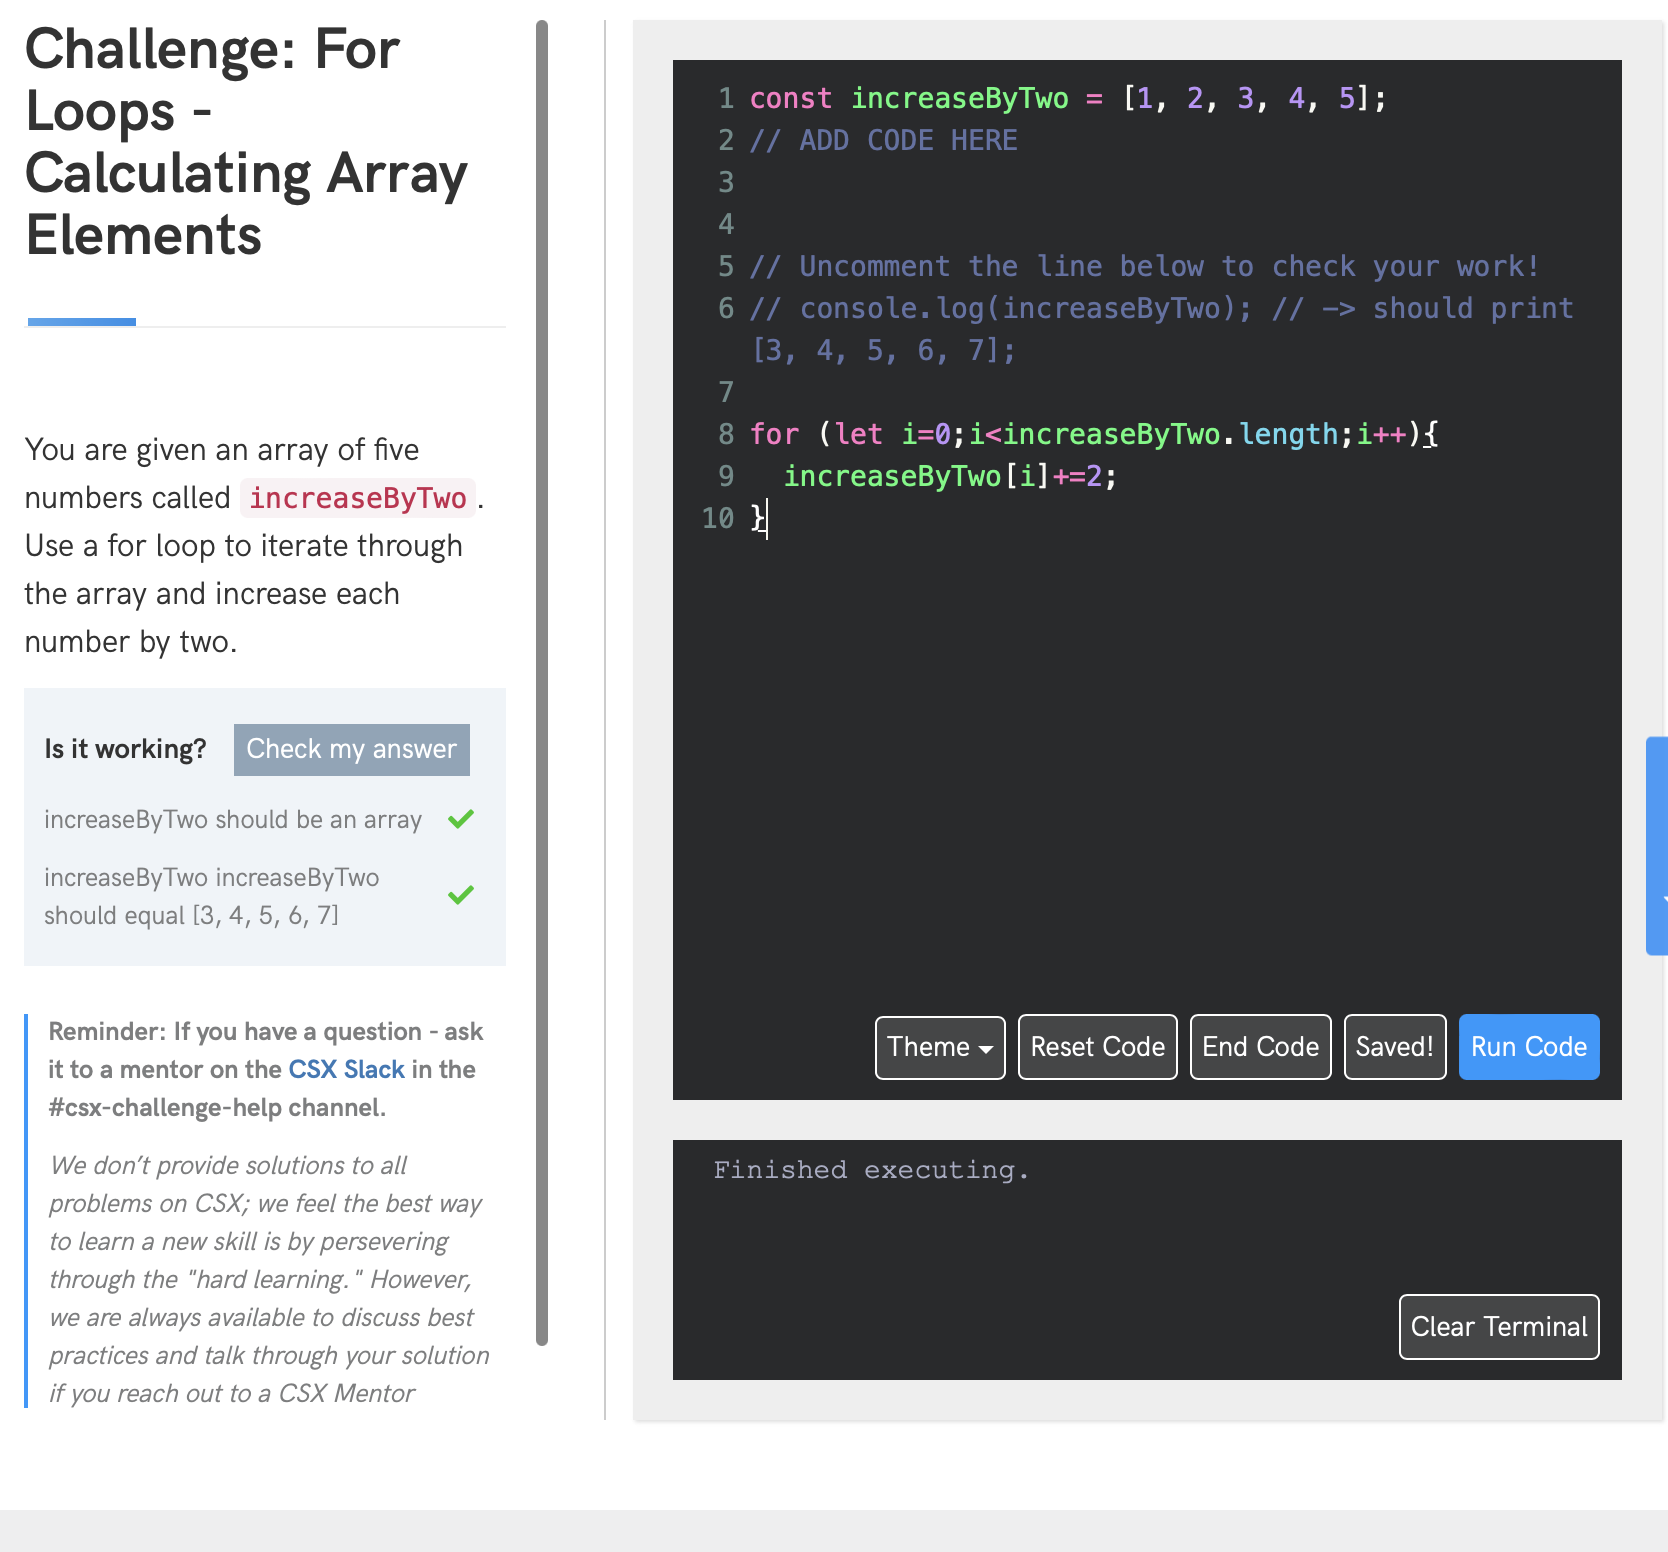 Challenge: For
Loops -
Calculating Array
Elements
You are given an array of five
numbers called increaseByTwo.
Use a for loop to iterate through
the array and increase each
number by two.
Is it working? Check my answer
increaseByTwo should be an array
increaseByTwo increaseByTwo
should equal [3, 4, 5, 6, 7]
Reminder: If you have a question - ask
it to a mentor on the CSX Slack in the
#csx-challenge-help channel.
We don’t provide solutions to all
problems on CSX; we feel the best way
to learn a new skill is by persevering
through the "hard learning." However,
we are always available to discuss best
practices and talk through your solution
if you reach out to a CSX Mentor
1 const increaseByTwo = [1, 2, 3, 4, 5];
2 // ADD CODE HERE
3
4
5 // Uncomment the line below to check your work!
6 // console.log(increaseByTwo); // -> should print
[3, 4, 5, 6, 7];
7
8 for (let i=0;i<increaseByTwo.length;i++){
9 increaseByTwo[i]+=2;
10 }
Theme Reset Code End Code Saved! Run Code
Finished executing.
Clear Terminal